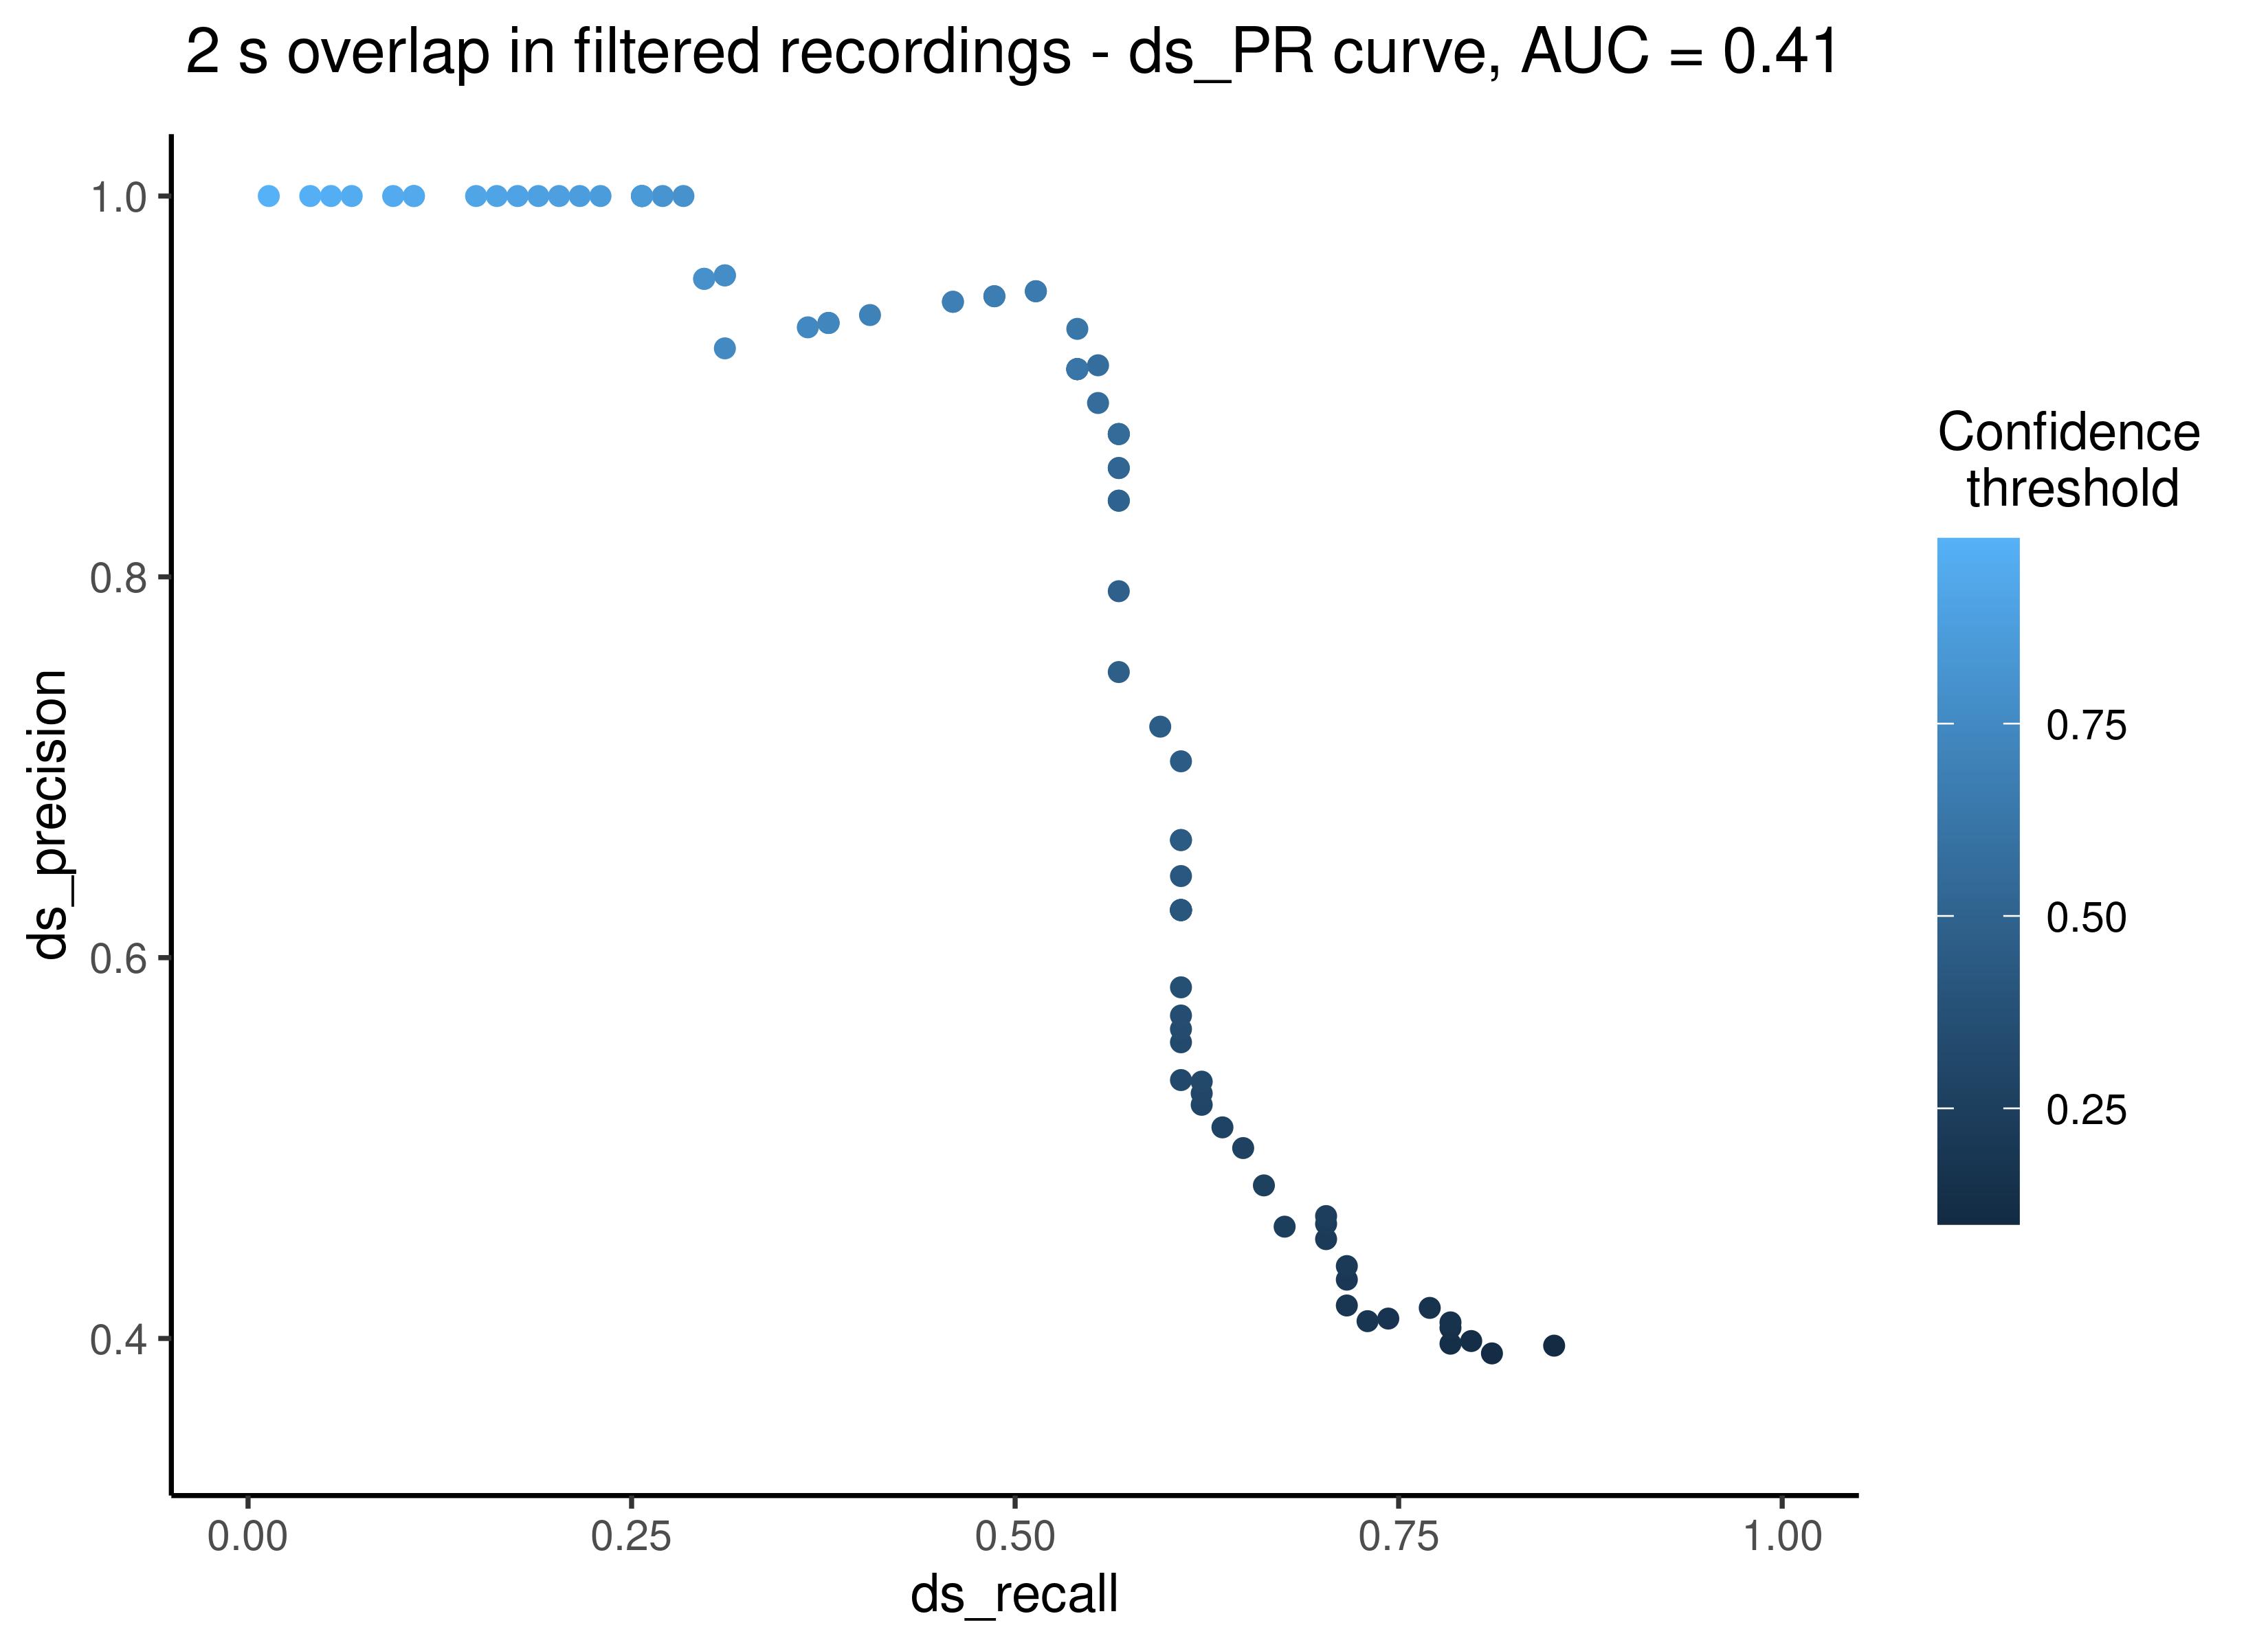 2 s overlap in filtered recordings - ds_PR curve, AUC = 0.41
ds_precision
1.0
0.8
0.6
0.4
0.00 0.25 0.50 0.75 1.00
ds_recall
Confidence
threshold
0.75
0.50
0.25